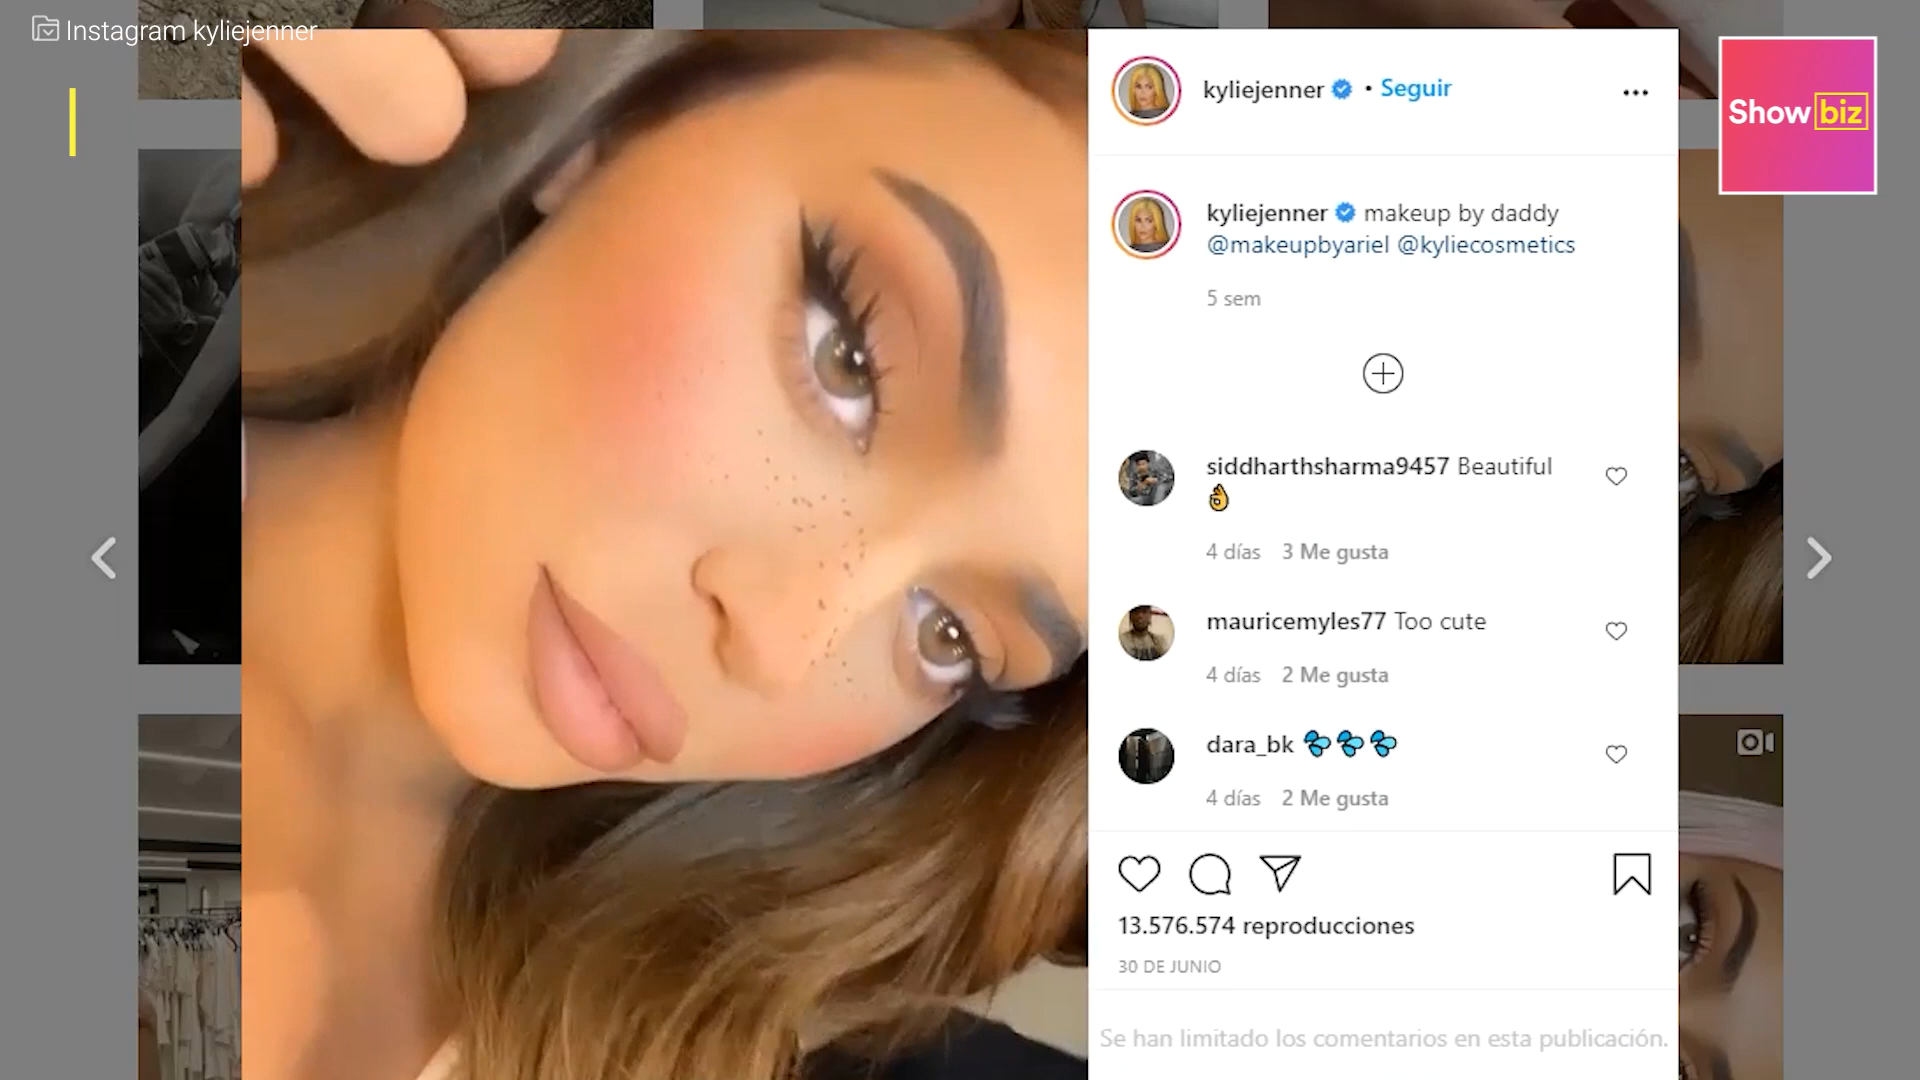 Instagram kyliejenner
Show biz
kyliejenner • Seguir
kyliejenner makeup by daddy
@makeupbyariel @kyliecosmetics
5 sem
siddharthsharma9457 Beautiful
👌
4 días 3 Me gusta
mauricemyles77 Too cute
4 días 2 Me gusta
dara_bk 💦💦💦
4 días 2 Me gusta
13.576.574 reproducciones
30 DE JUNIO
Se han limitado los comentarios en esta publicación.